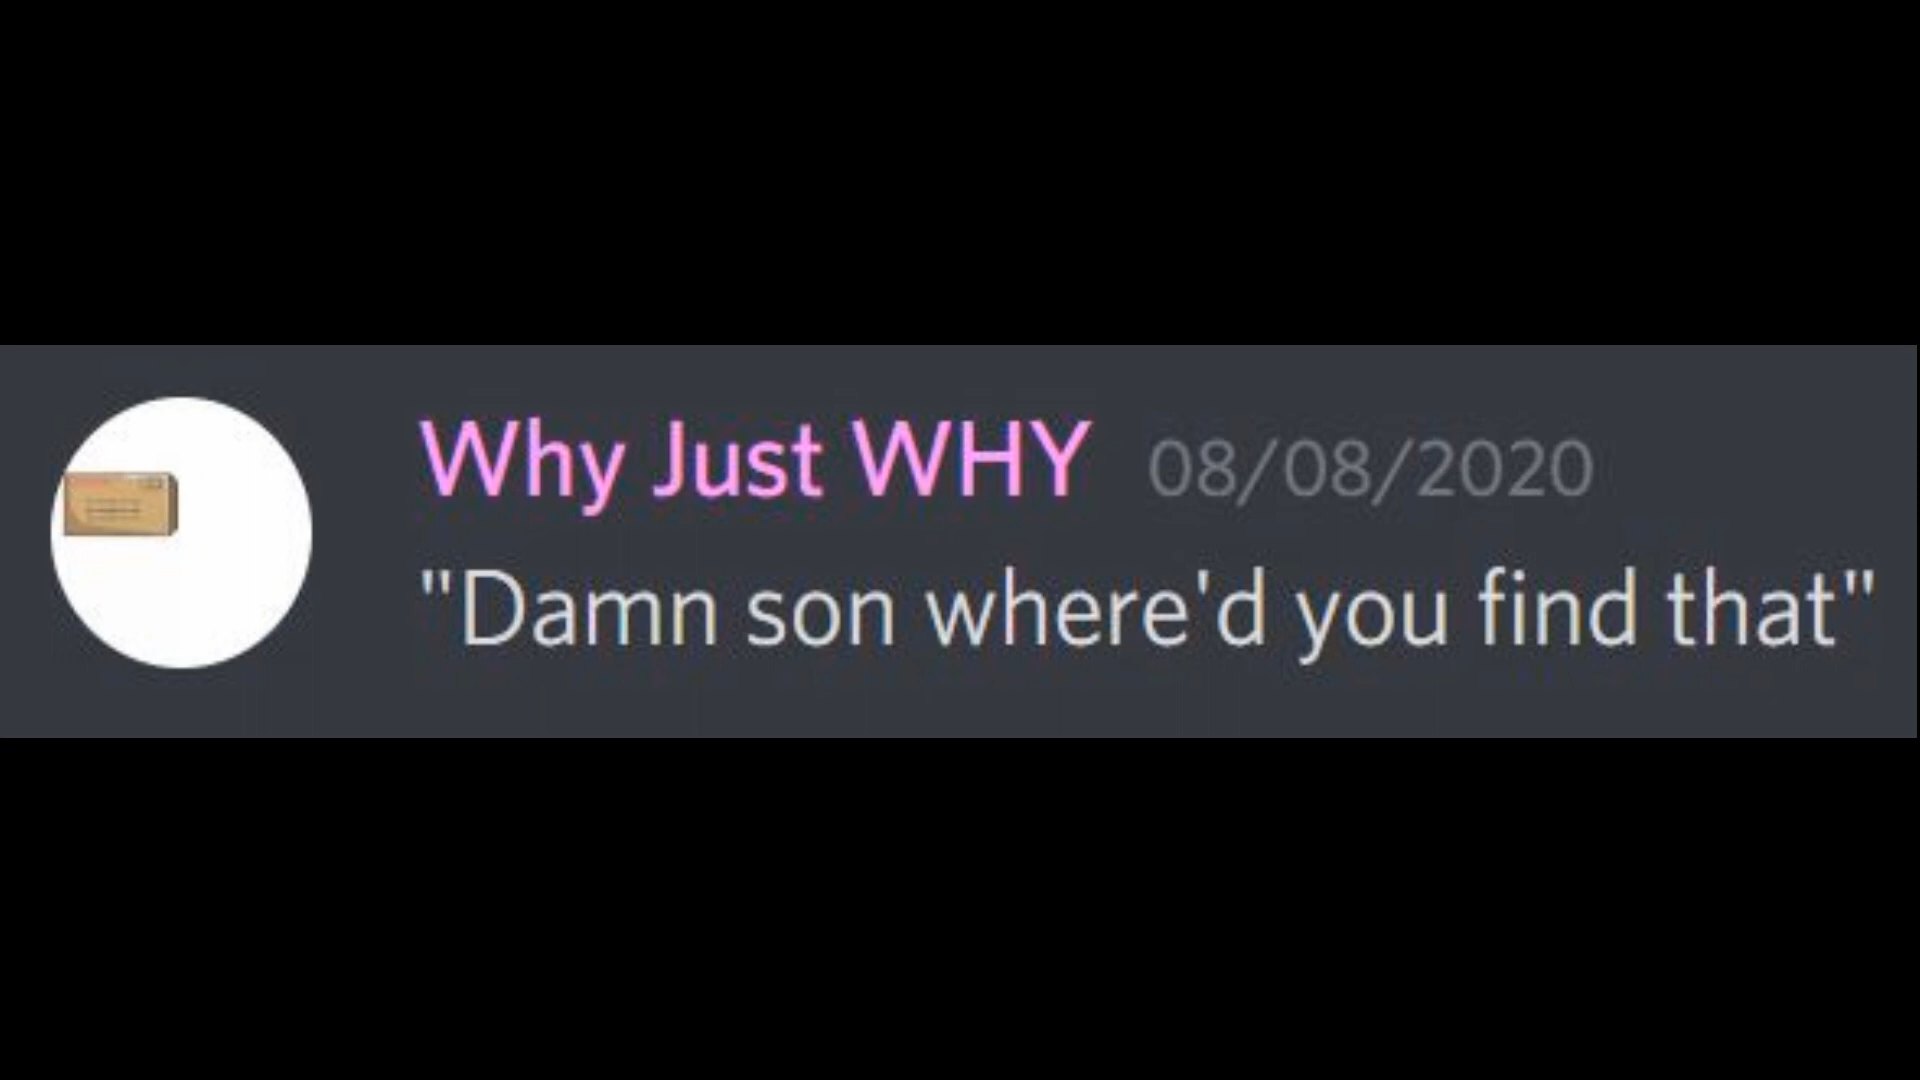 Why Just WHY 08/08/2020
"Damn son where'd you find that"